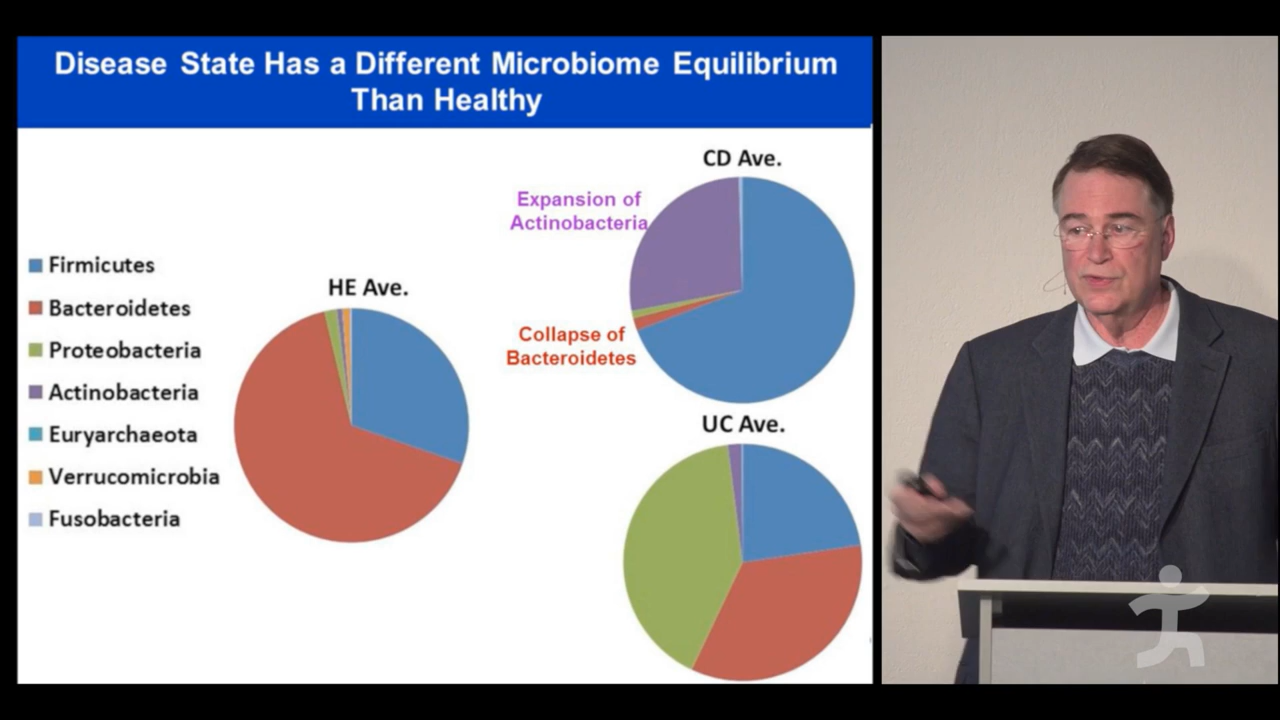 Disease State Has a Different Microbiome Equilibrium
Than Healthy
CD Ave.
Expansion of
Actinobacteria
Firmicutes
HE Ave.
Bacteroidetes
Collapse of
Bacteroidetes
Proteobacteria
Actinobacteria
UC Ave.
Euryarchaeota
Verrucomicrobia
Fusobacteria